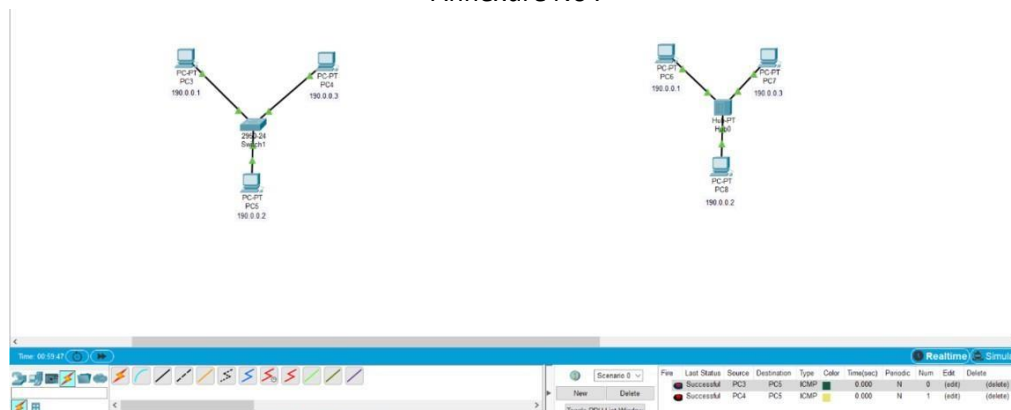 PC-PT
PC3
190.0.0.1
PC-PT
PC4
190.0.0.3
2950-24
Switch1
PC-PT
PC5
190.0.0.2
PC-PT
PC6
190.0.0.1
PC-PT
PC7
190.0.0.3
Hub-PT
Hub0
PC-PT
PC8
190.0.0.2
Time: 00:59:47
Realtime
Simul
Scenario 0
New
Delete
Fire Last Status Source Destination Type Color Time(sec) Periodic Num Edit Delete
Successful PC3 PC5 ICMP 0.000 N 0 (edit) (delete)
Successful PC4 PC5 ICMP 0.000 N 1 (edit) (delete)